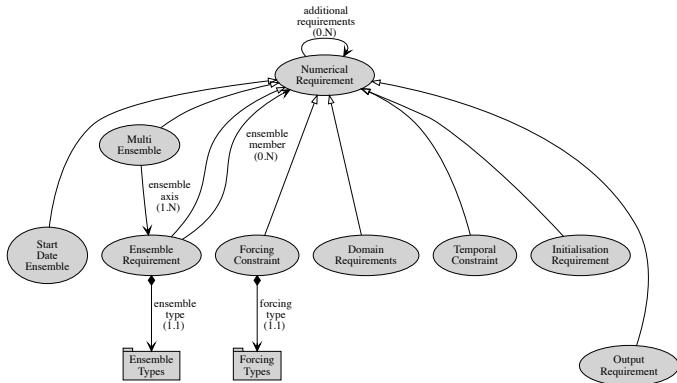 additional
requirements
(0.N)
Numerical
Requirement
Multi
Ensemble
ensemble
member
(0.N)
ensemble
axis
(1.N)
Start
Date
Ensemble
Ensemble
Requirement
Forcing
Constraint
Domain
Requirements
Temporal
Constraint
Initialisation
Requirement
ensemble
type
(1.1)
forcing
type
(1.1)
Ensemble
Types
Forcing
Types
Output
Requirement